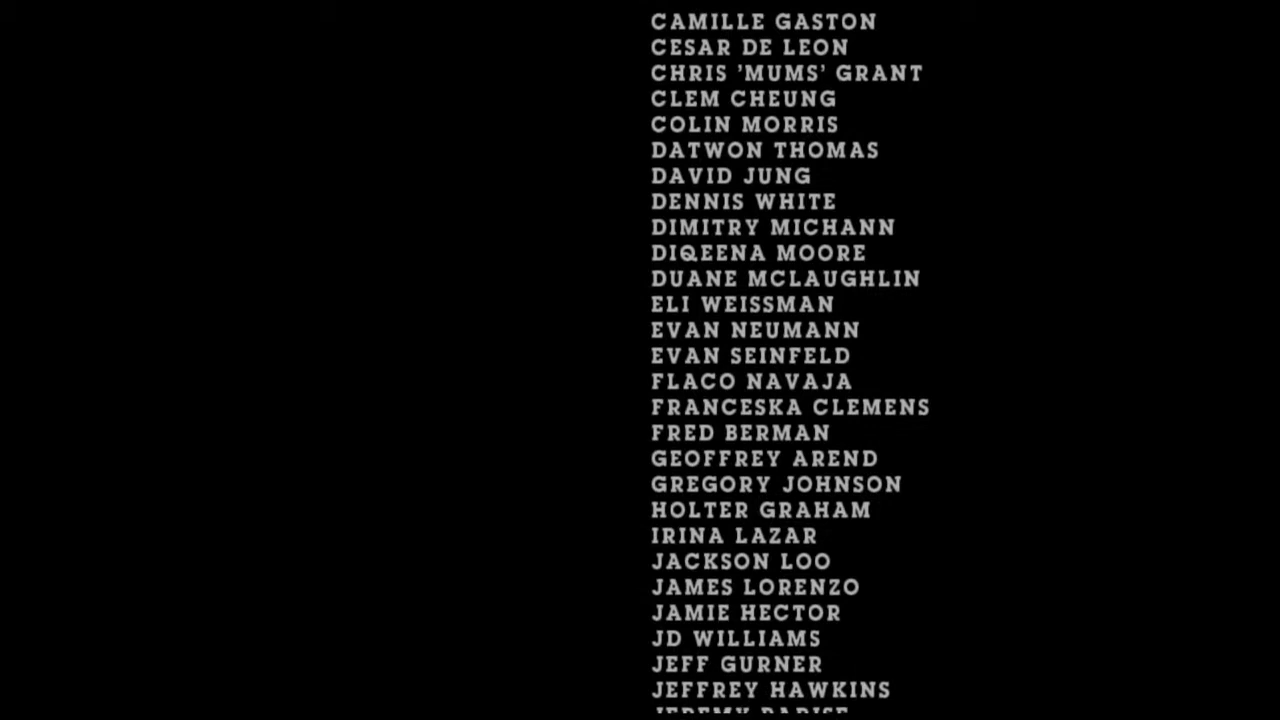 CAMILLE GASTON
CESAR DE LEON
CHRIS 'MUMS' GRANT
CLEM CHEUNG
COLIN MORRIS
DATWON THOMAS
DAVID JUNG
DENNIS WHITE
DIMITRY MICHANN
DIQEENA MOORE
DUANE MCLAUGHLIN
ELI WEISSMAN
EVAN NEUMANN
EVAN SEINFELD
FLACO NAVAJA
FRANCESKA CLEMENS
FRED BERMAN
GEOFFREY AREND
GREGORY JOHNSON
HOLTER GRAHAM
IRINA LAZAR
JACKSON LOO
JAMES LORENZO
JAMIE HECTOR
JD WILLIAMS
JEFF GURNER
JEFFREY HAWKINS
JEREMY